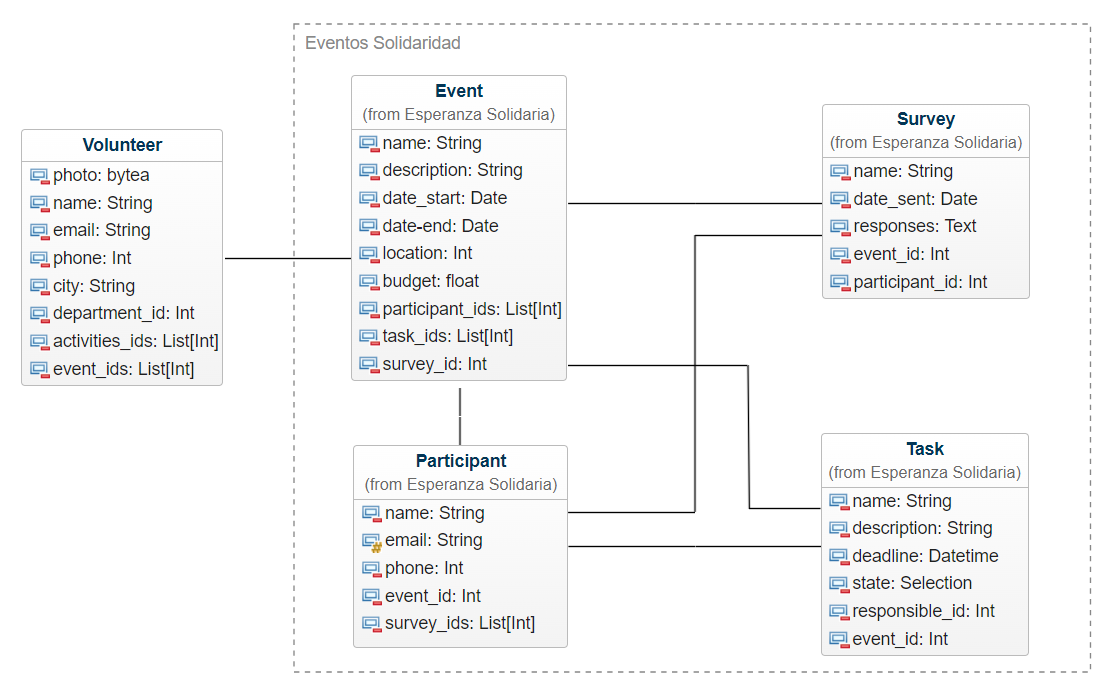 Eventos Solidaridad
Volunteer
photo: bytea
name: String
email: String
phone: Int
city: String
department_id: Int
activities_ids: List[Int]
event_ids: List[Int]
Event
(from Esperanza Solidaria)
name: String
description: String
date_start: Date
date-end: Date
location: Int
budget: float
participant_ids: List[Int]
task_ids: List[Int]
survey_id: Int
Survey
(from Esperanza Solidaria)
name: String
date_sent: Date
responses: Text
event_id: Int
participant_id: Int
Participant
(from Esperanza Solidaria)
name: String
email: String
phone: Int
event_id: Int
survey_ids: List[Int]
Task
(from Esperanza Solidaria)
name: String
description: String
deadline: Datetime
state: Selection
responsible_id: Int
event_id: Int